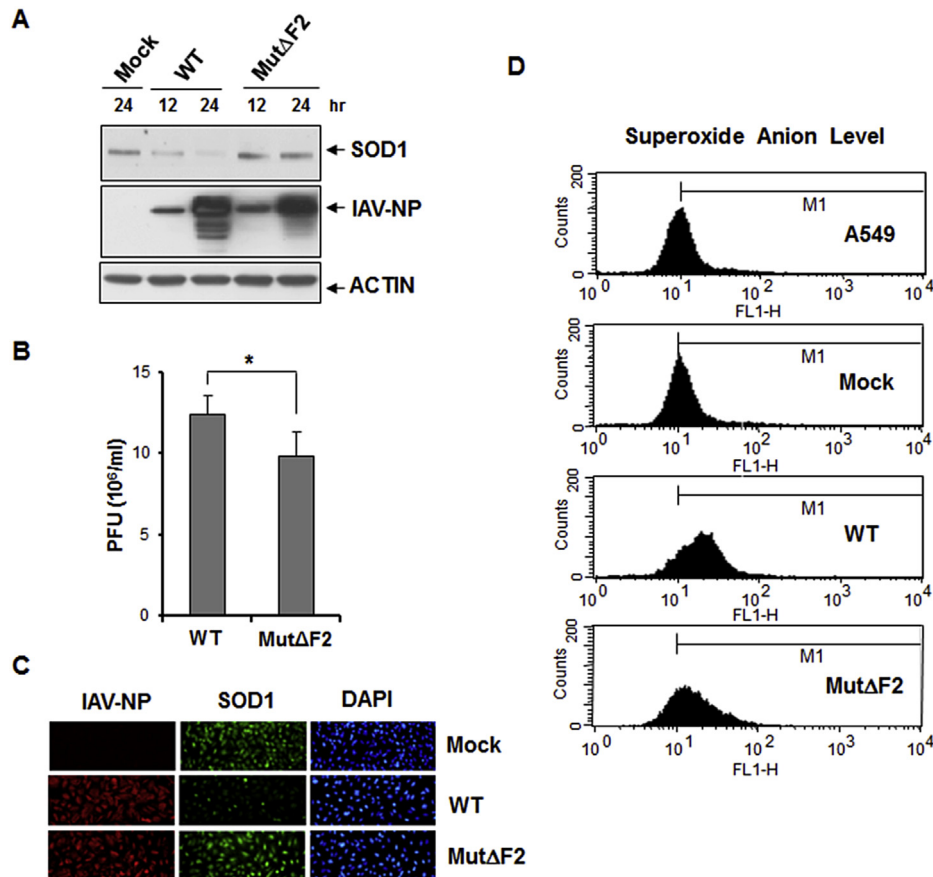 A
Mock WT MutΔF2
24 12 24 12 24 hr
SOD1
IAV-NP
ACTIN
B
*
15
10
5
0
PFU (10⁶/ml)
WT MutΔF2
C
IAV-NP SOD1 DAPI
Mock
WT
MutΔF2
D
Superoxide Anion Level
200
Counts
0
M1
A549
10⁰ 10¹ 10² 10³ 10⁴
FL1-H
200
Counts
0
M1
Mock
10⁰ 10¹ 10² 10³ 10⁴
FL1-H
200
Counts
0
M1
WT
10⁰ 10¹ 10² 10³ 10⁴
FL1-H
200
Counts
0
M1
MutΔF2
10⁰ 10¹ 10² 10³ 10⁴
FL1-H